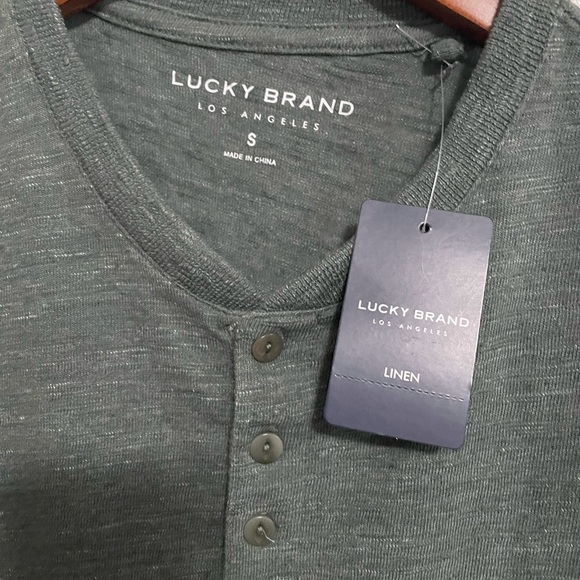 LUCKY BRAND
LOS ANGELES
S
MADE IN CHINA
LUCKY BRAND
LOS ANGELES
LINEN